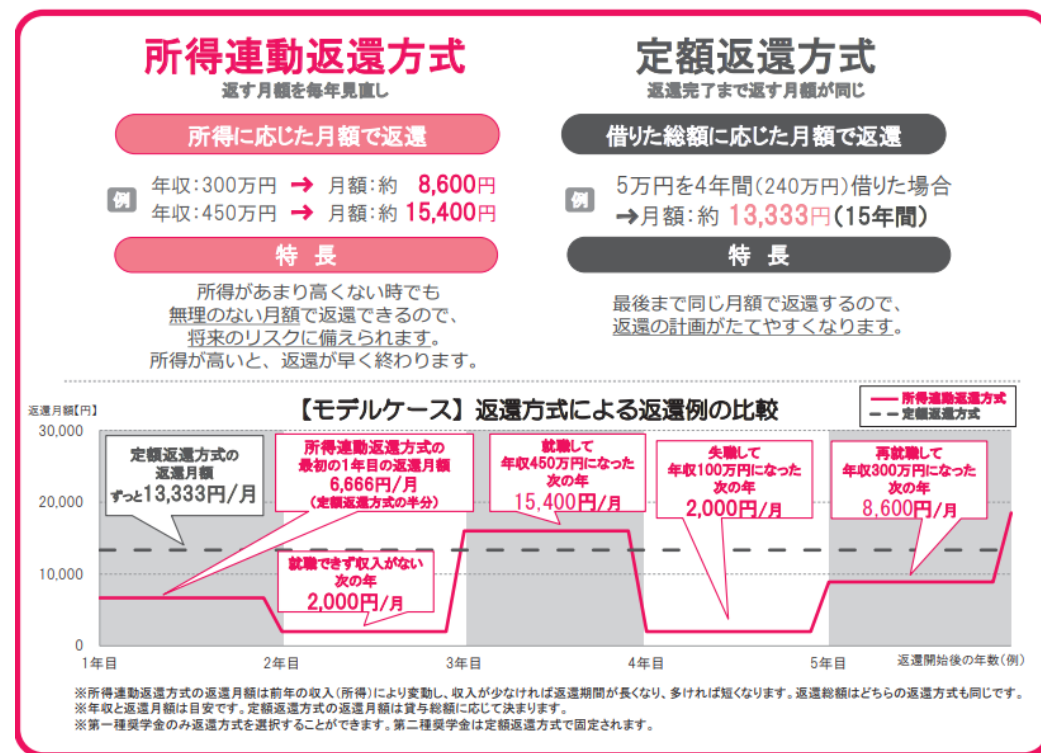 所得連動返還方式
返す月額を毎年見直し
所得に応じた月額で返還
例
年収:300万円 → 月額:約 8,600円
年収:450万円 → 月額:約 15,400円
特 長
所得があまり高くない時でも
無理のない月額で返還できるので、
将来のリスクに備えられます。
所得が高いと、返還が早く終わります。
定額返還方式
返還完了まで返す月額が同じ
借りた総額に応じた月額で返還
例
5万円を4年間(240万円)借りた場合
→月額:約 13,333円(15年間)
特 長
最後まで同じ月額で返還するので、
返還の計画がたてやすくなります。
返還月額【円】
【モデルケース】返還方式による返還例の比較
所得連動返還方式
定額返還方式
30,000
20,000
10,000
0
定額返還方式の
返還月額
ずっと13,333円/月
所得連動返還方式の
最初の1年目の返還月額
6,666円/月
(定額返還方式の半分)
就職できず収入がない
次の年
2,000円/月
就職して
年収450万円になった
次の年
15,400円/月
失職して
年収100万円になった
次の年
2,000円/月
再就職して
年収300万円になった
次の年
8,600円/月
1年目
2年目
3年目
4年目
5年目
返還開始後の年数(例)
※所得連動返還方式の返還月額は前年の収入(所得)により変動し、収入が少なければ返還期間が長くなり、多ければ短くなります。返還総額はどちらの返還方式も同じです。
※年収と返還月額は目安です。定額返還方式の返還月額は貸与総額に応じて決まります。
※第一種奨学金のみ返還方式を選択することができます。第二種奨学金は定額返還方式で固定されます。